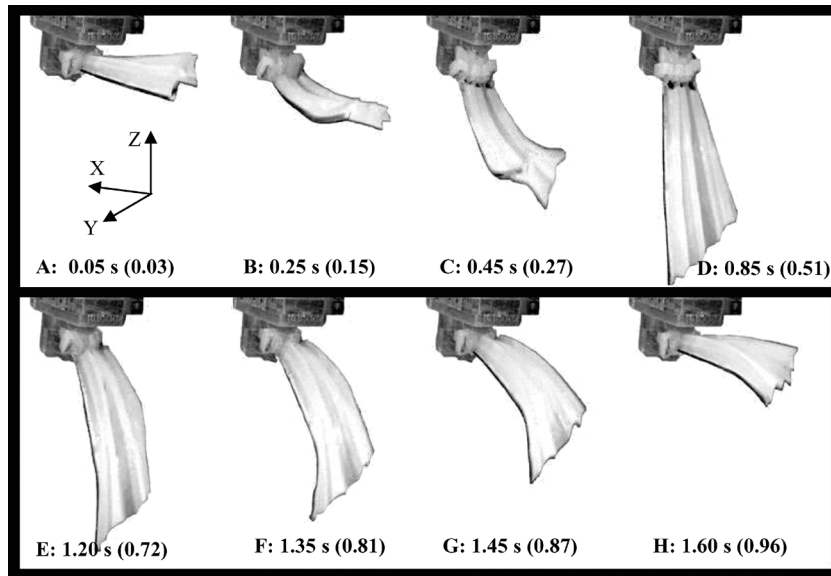 Z
X
Y
A: 0.05 s (0.03)
B: 0.25 s (0.15)
C: 0.45 s (0.27)
D: 0.85 s (0.51)
E: 1.20 s (0.72)
F: 1.35 s (0.81)
G: 1.45 s (0.87)
H: 1.60 s (0.96)